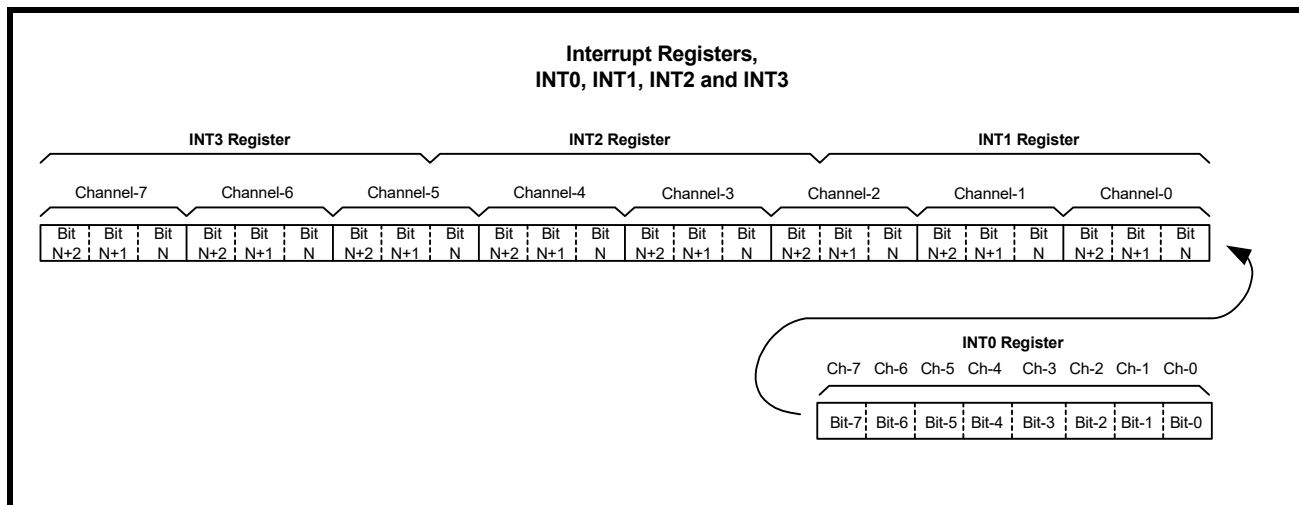 Interrupt Registers,
INT0, INT1, INT2 and INT3
INT3 Register INT2 Register INT1 Register
Channel-7 Channel-6 Channel-5 Channel-4 Channel-3 Channel-2 Channel-1 Channel-0
Bit Bit Bit Bit Bit Bit Bit Bit Bit Bit Bit Bit Bit Bit Bit Bit Bit Bit Bit Bit Bit Bit Bit Bit
N+2 N+1 N N+2 N+1 N N+2 N+1 N N+2 N+1 N N+2 N+1 N N+2 N+1 N N+2 N+1 N N+2 N+1 N
INT0 Register
Ch-7 Ch-6 Ch-5 Ch-4 Ch-3 Ch-2 Ch-1 Ch-0
Bit-7 Bit-6 Bit-5 Bit-4 Bit-3 Bit-2 Bit-1 Bit-0